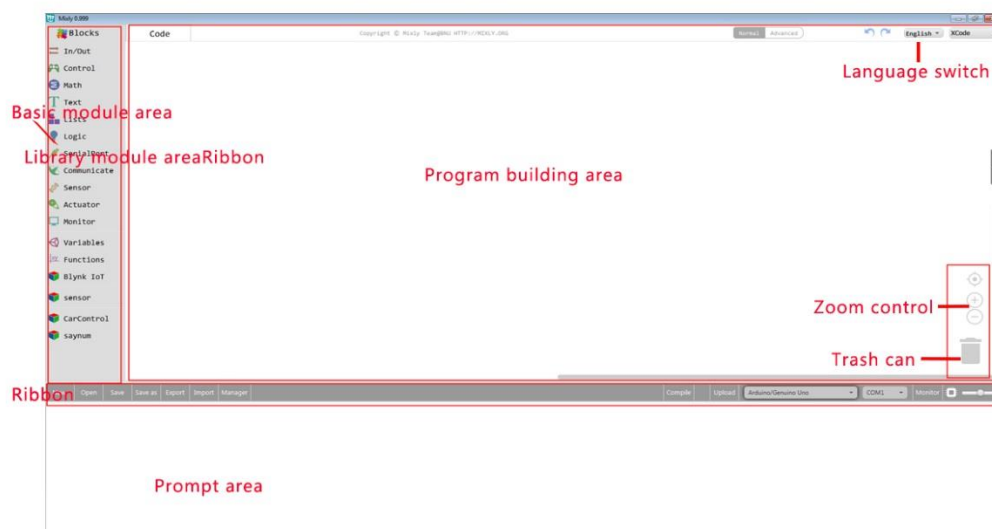 Mixly 0.999
Blocks
Code
Copyright © Mixly Team@BNU HTTP://MIXLY.ORG
Normal Advanced
English
XCode
In/Out
Control
Math
Text
Lists
Logic
SerialPort
Communicate
Sensor
Actuator
Monitor
Variables
Functions
Blynk IoT
sensor
CarControl
saynum
Language switch
Basic module area
Library module areaRibbon
Program building area
Zoom control
Trash can
Ribbon
Open Save Save as Export Import Manager
Compile Upload Arduino/Genuino Uno COM1 Monitor
Prompt area